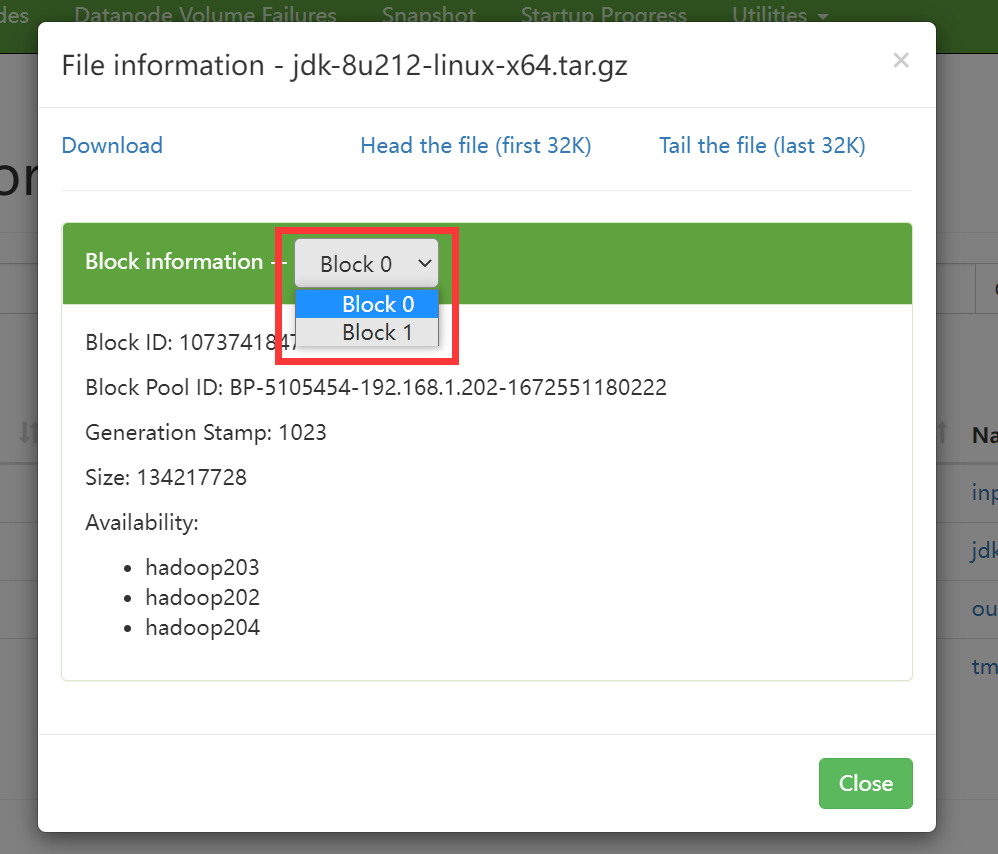 des Datanode Volume Failures Snapshot Startup Progress Utilities
File information - jdk-8u212-linux-x64.tar.gz
×
Download Head the file (first 32K) Tail the file (last 32K)
or
Block information -- Block 0
Block 0
Block 1
Block ID: 1073741847
Block Pool ID: BP-5105454-192.168.1.202-1672551180222
Generation Stamp: 1023
Na
Size: 134217728
inp
Availability:
jdk
hadoop203
hadoop202
ou
hadoop204
tm
Close